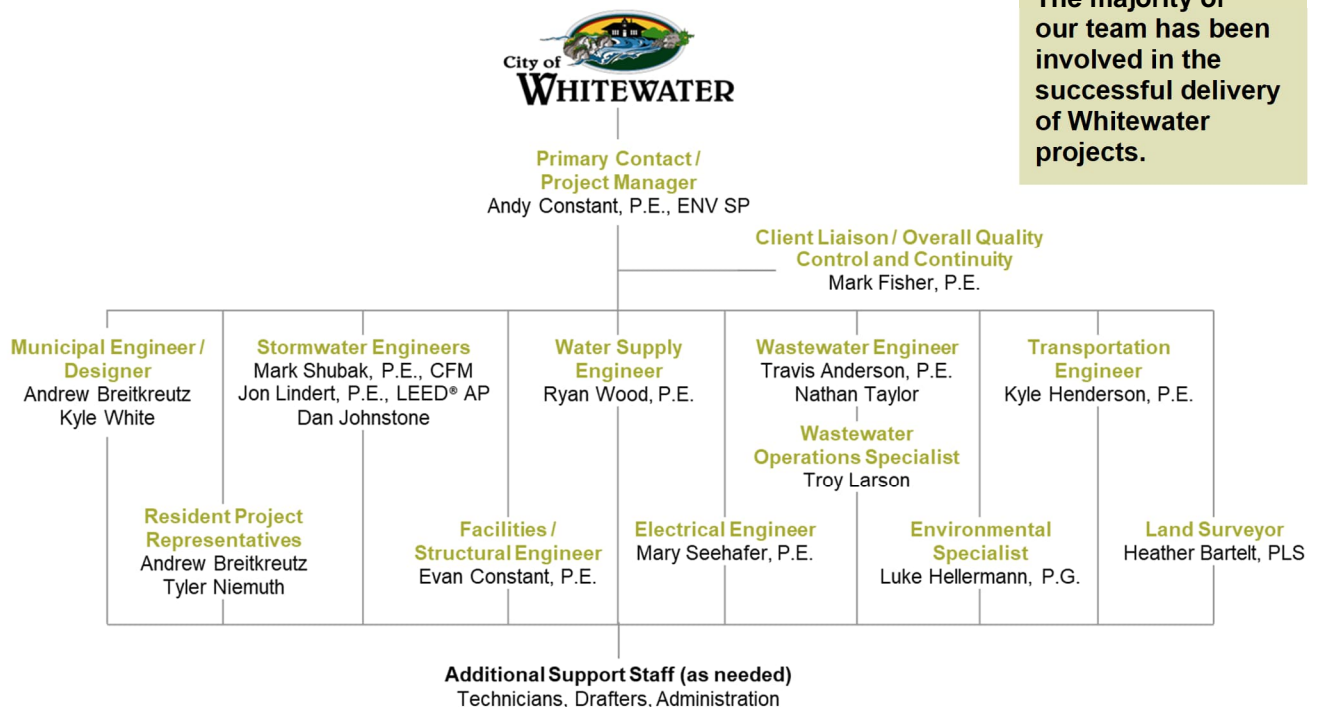 The majority of
our team has been
involved in the
successful delivery
of Whitewater
projects.
City of
WHITEWATER
Primary Contact /
Project Manager
Andy Constant, P.E., ENV SP
Client Liaison / Overall Quality
Control and Continuity
Mark Fisher, P.E.
Municipal Engineer /
Designer
Andrew Breitkreutz
Kyle White
Stormwater Engineers
Mark Shubak, P.E., CFM
Jon Lindert, P.E., LEED® AP
Dan Johnstone
Water Supply
Engineer
Ryan Wood, P.E.
Wastewater Engineer
Travis Anderson, P.E.
Nathan Taylor
Wastewater
Operations Specialist
Troy Larson
Transportation
Engineer
Kyle Henderson, P.E.
Resident Project
Representatives
Andrew Breitkreutz
Tyler Niemuth
Facilities /
Structural Engineer
Evan Constant, P.E.
Electrical Engineer
Mary Seehafer, P.E.
Environmental
Specialist
Luke Hellermann, P.G.
Land Surveyor
Heather Bartelt, PLS
Additional Support Staff (as needed)
Technicians, Drafters, Administration